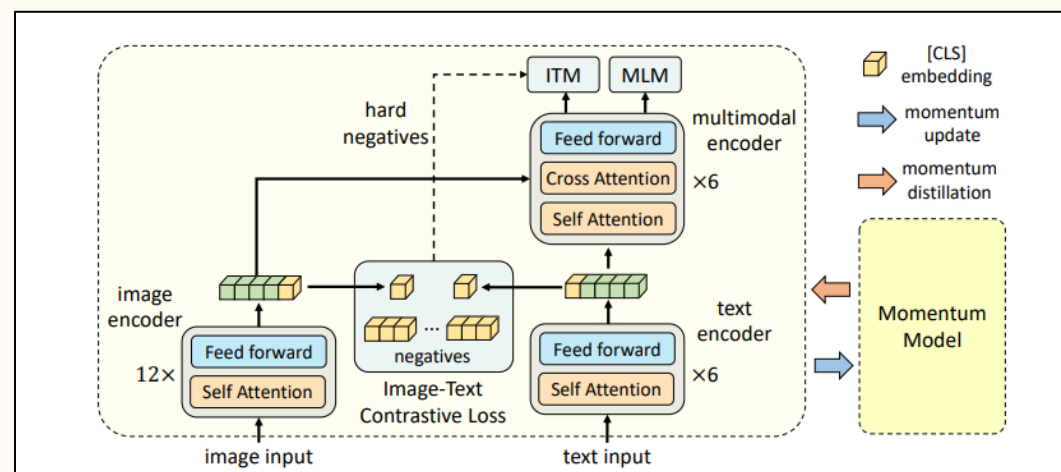 ITM
MLM
hard
negatives
Feed forward
Cross Attention
Self Attention
multimodal
encoder
×6
[CLS]
embedding
momentum
update
momentum
distillation
image
encoder
12×
Feed forward
Self Attention
...
negatives
Image-Text
Contrastive Loss
Feed forward
Self Attention
text
encoder
×6
Momentum
Model
image input
text input